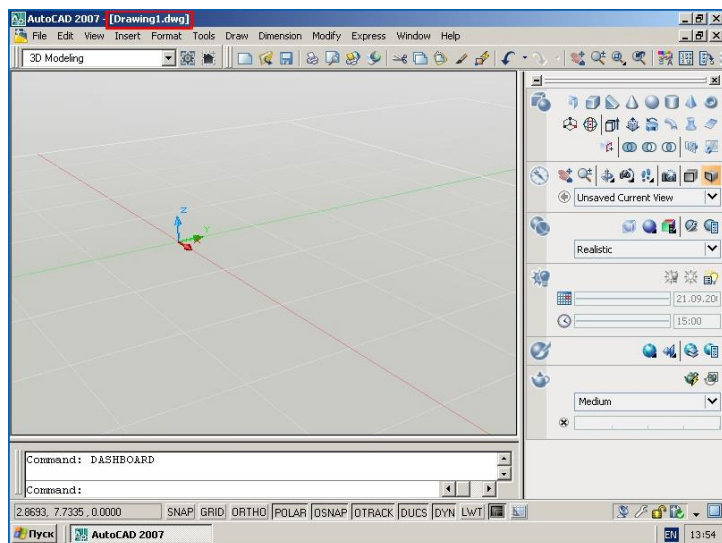 AutoCAD 2007 - [Drawing1.dwg]
File Edit View Insert Format Tools Draw Dimension Modify Express Window Help
3D Modeling
Z
Y
Unsaved Current View
Realistic
21.09.20
15:00
Medium
Command: DASHBOARD
Command:
2.8693, 7.7335, 0.0000 SNAP GRID ORTHO POLAR OSNAP OTRACK DUCS DYN LWT
Пуск AutoCAD 2007 EN 13:54